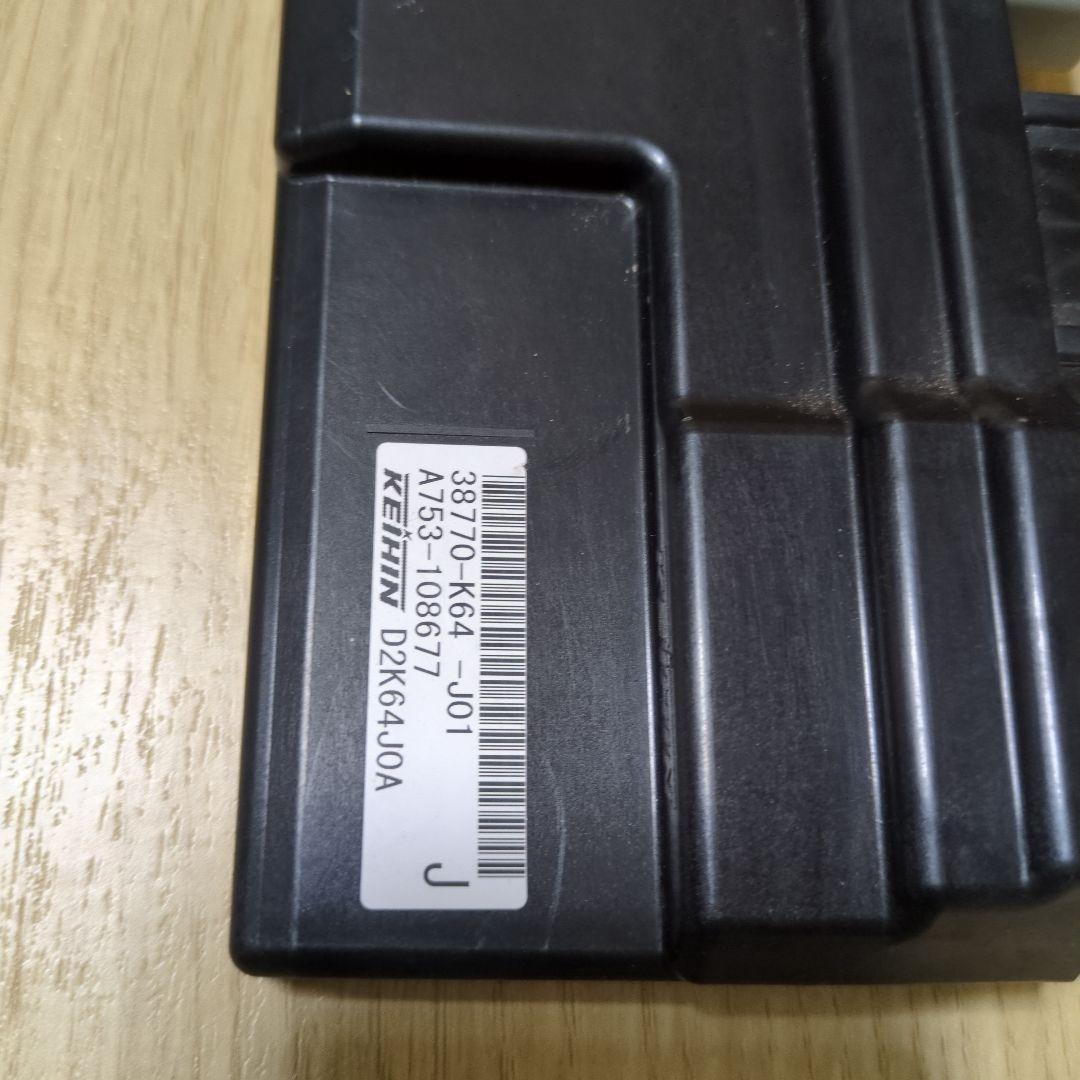 38770-K64 -J01
A753-108677
KEIHIN D2K64J0A
J